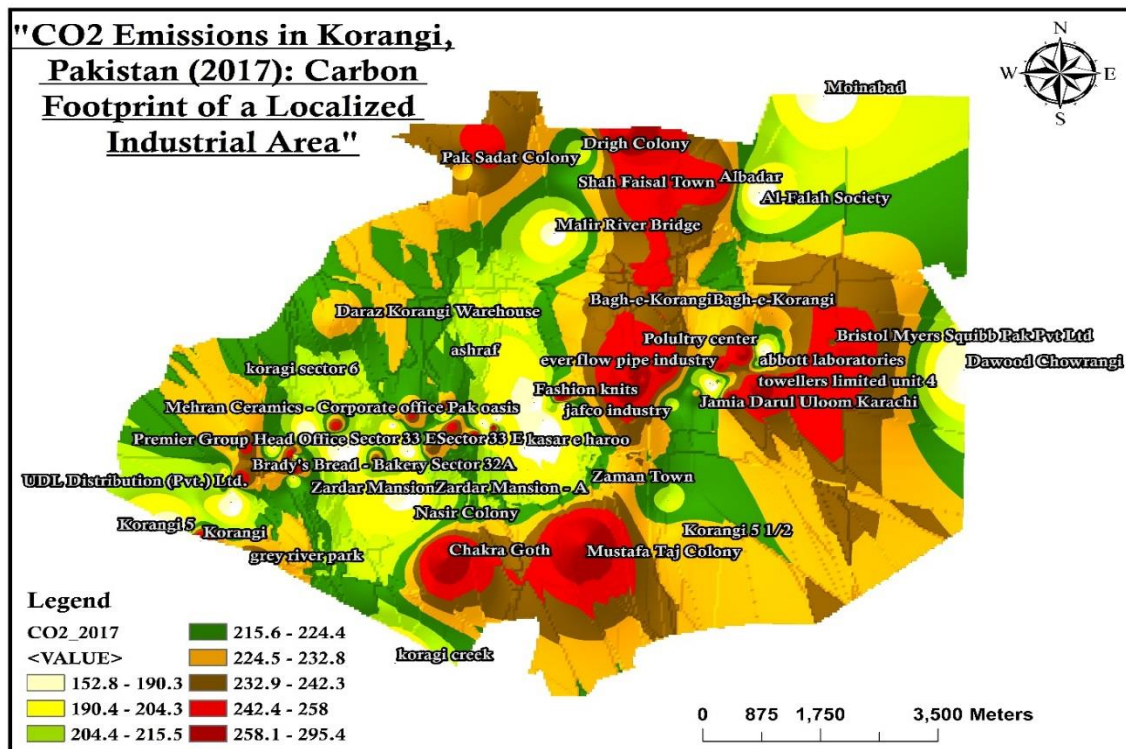 "CO2 Emissions in Korangi,
Pakistan (2017): Carbon
Footprint of a Localized
Industrial Area"
N
W E
S
Moinabad
Drigh Colony
Pak Sadat Colony
Shah Faisal Town
Albadar
Al-Falah Society
Malir River Bridge
Bagh-e-KorangiBagh-e-Korangi
Daraz Korangi Warehouse
Polultry center
Bristol Myers Squibb Pak Pvt Ltd
ashraf
ever flow pipe industry
abbott laboratories
Dawood Chowrangi
koragi sector 6
Fashion knits
towellers limited unit 4
Mehran Ceramics - Corporate office Pak oasis
jafco industry
Jamia Darul Uloom Karachi
Premier Group Head Office Sector 33 ESector 33 E kasar e haroo
Brady's Bread - Bakery Sector 32A
UDL Distribution (Pvt.) Ltd.
Zardar MansionZardar Mansion - A
Zaman Town
Nasir Colony
Korangi 5
Korangi
Korangi 5 1/2
grey river park
Chakra Goth
Mustafa Taj Colony
koragi creek
Legend
CO2_2017
<VALUE>
152.8 - 190.3
190.4 - 204.3
204.4 - 215.5
215.6 - 224.4
224.5 - 232.8
232.9 - 242.3
242.4 - 258
258.1 - 295.4
0 875 1,750 3,500 Meters